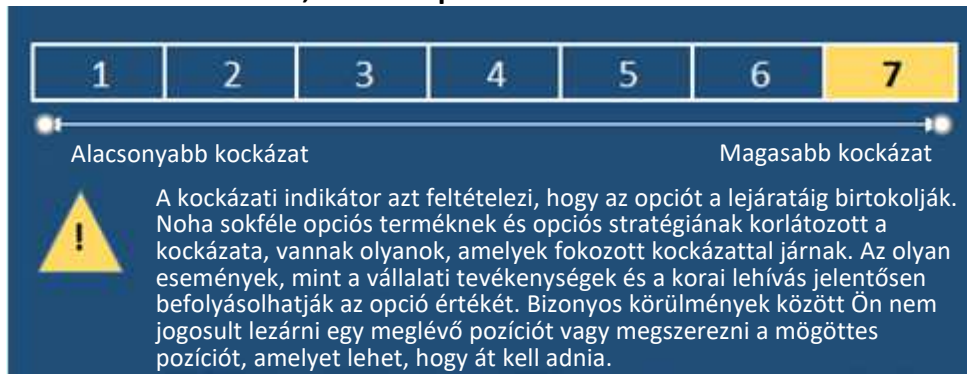 1 2 3 4 5 6 7
Alacsonyabb kockázat Magasabb kockázat
! A kockázati indikátor azt feltételezi, hogy az opciót a lejáratáig birtokolják.
Noha sokféle opciós terméknek és opciós stratégiának korlátozott a
kockázata, vannak olyanok, amelyek fokozott kockázattal járnak. Az olyan
események, mint a vállalati tevékenységek és a korai lehívás jelentősen
befolyásolhatják az opció értékét. Bizonyos körülmények között Ön nem
jogosult lezárni egy meglévő pozíciót vagy megszerezni a mögöttes
pozíciót, amelyet lehet, hogy át kell adnia.